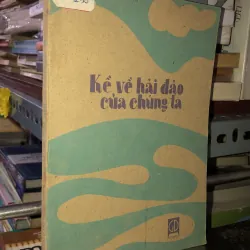 Kể về hải đảo
của chúng ta